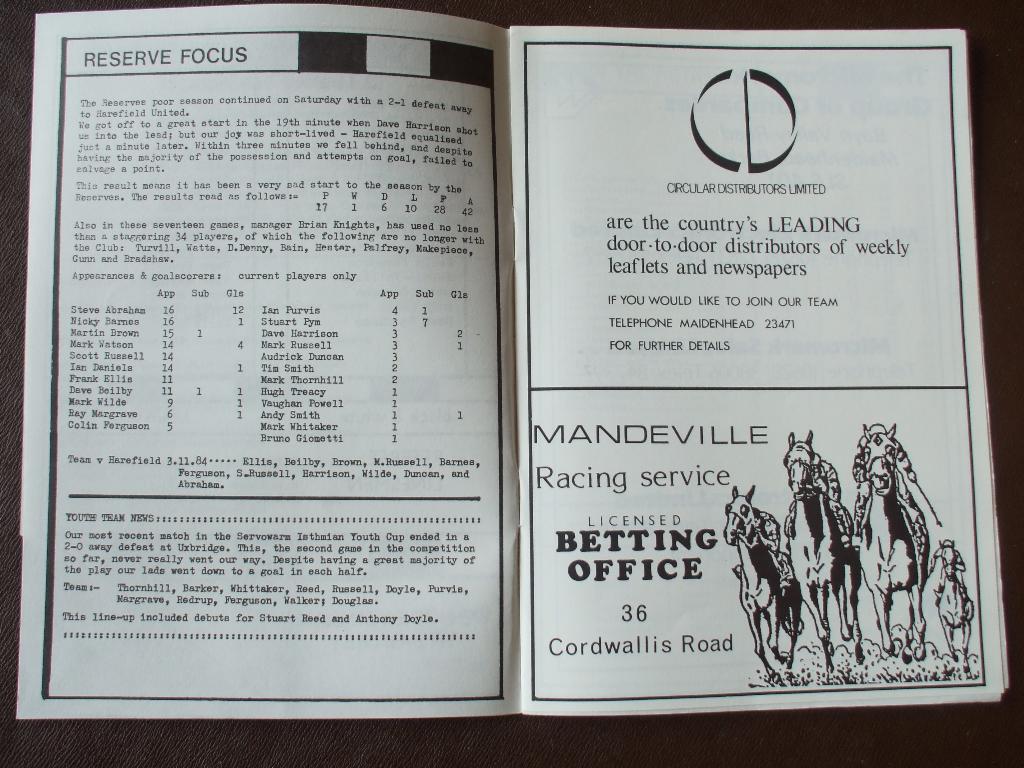 RESERVE FOCUS
The Reserves poor season continued on Saturday with a 2-1 defeat away
to Harefield United.
We got off to a great start in the 19th minute when Dave Harrison shot
us into the lead; but our joy was short-lived - Harefield equalised
just a minute later. Within three minutes we fell behind, and despite
having the majority of the possession and attempts on goal, failed to
salvage a point.
This result means it has been a very sad start to the season by the
Reserves. The results read as follows:- P W D L F A
17 1 6 10 28 42
Also in these seventeen games, manager Brian Knights, has used no less
than a staggering 34 players, of which the following are no longer with
the Club: Turvill, Watts, D.Denny, Bain, Hester, Palfrey, Makepiece,
Gunn and Bradshaw.
Appearances & goalscorers: current players only
App Sub Gls App Sub Gls
Steve Abraham 16 12 Ian Purvis 4 1
Nicky Barnes 16 1 Stuart Pym 3 7
Martin Brown 15 1 Dave Harrison 3 2
Mark Watson 14 4 Mark Russell 3 1
Scott Russell 14 Audrick Duncan 3
Ian Daniels 14 1 Tim Smith 2
Frank Ellis 11 Mark Thornhill 2
Dave Beilby 11 1 1 Hugh Treacy 1
Mark Wilde 9 1 Vaughan Powell 1
Ray Margrave 6 1 Andy Smith 1 1
Colin Ferguson 5 Mark Whitaker 1
Bruno Giometti 1
Team v Harefield 3.11.84..... Ellis, Beilby, Brown, M.Russell, Barnes,
Ferguson, S.Russell, Harrison, Wilde, Duncan, and
Abraham.
YOUTH TEAM NEWS::::::::::::::::::::::::::::::::::::::::::::::::
Our most recent match in the Servowarm Isthmian Youth Cup ended in a
2-0 away defeat at Uxbridge. This, the second game in the competition
so far, never really went our way. Despite having a great majority of
the play our lads went down to a goal in each half.
Team:- Thornhill, Barker, Whittaker, Reed, Russell, Doyle, Purvis,
Margrave, Redrup, Ferguson, Walker; Douglas.
This line-up included debuts for Stuart Reed and Anthony Doyle.
CIRCULAR DISTRIBUTORS LIMITED
are the country's LEADING
door-to-door distributors of weekly
leaflets and newspapers
IF YOU WOULD LIKE TO JOIN OUR TEAM
TELEPHONE MAIDENHEAD 23471
FOR FURTHER DETAILS
MANDEVILLE
Racing service
LICENSED
BETTING
OFFICE
36
Cordwallis Road